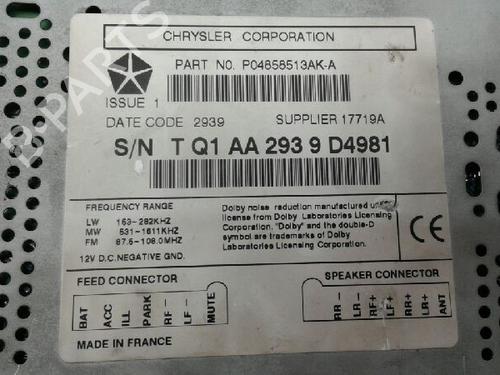 CHRYSLER CORPORATION
PART NO. P04858513AK-A
ISSUE 1
DATE CODE 2939 SUPPLIER 17719A
S/N T Q1 AA 293 9 D4981
FREQUENCY RANGE
LW 153-282KHZ
MW 531-1611KHZ
FM 87.5-108.0MHZ
12V D.C. NEGATIVE GND.
Dolby noise reduction manufactured under
license from Dolby Laboratories Licensing
Corporation. "Dolby" and the double-D
symbol are trademarks of Dolby
Laboratories Licensing Corporation.
CE
FEED CONNECTOR
BAT ACC ILL PARK RF- LF- MUTE
SPEAKER CONNECTOR
RR- LR- RF+ LF+ RR+ LR+ ANT
MADE IN FRANCE
B-PARTS